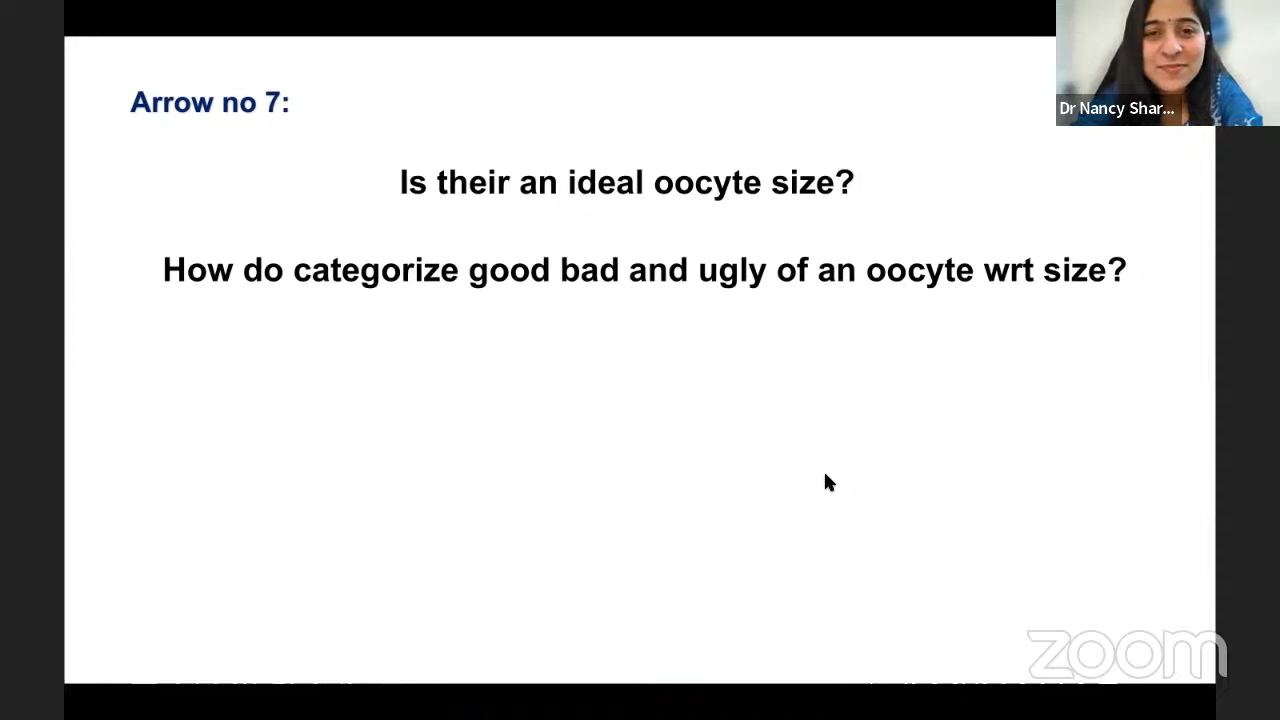 Arrow no 7:
Dr Nancy Shar...
Is their an ideal oocyte size?
How do categorize good bad and ugly of an oocyte wrt size?
zoom